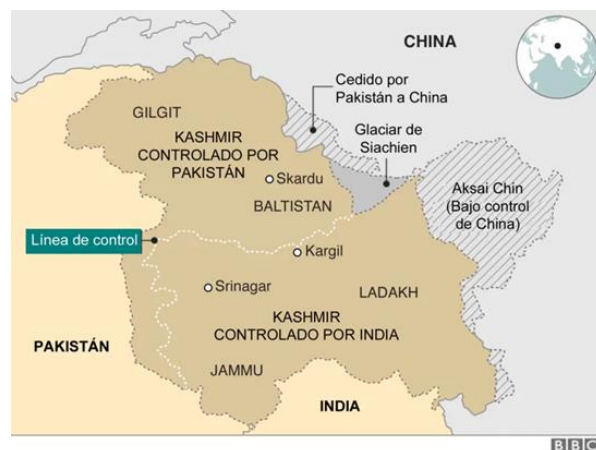 CHINA
Cedido por
Pakistán a China
GILGIT
Glaciar de
Siachien
KASHMIR
CONTROLADO POR
PAKISTÁN
Skardu
Aksai Chin
(Bajo control
de China)
BALTISTAN
Línea de control
Kargil
Srinagar
LADAKH
KASHMIR
CONTROLADO POR INDIA
PAKISTÁN
JAMMU
INDIA
BBC